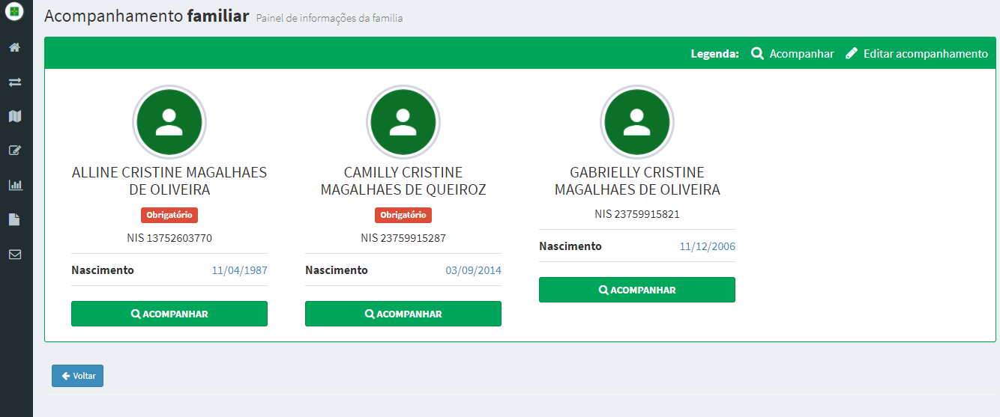 Acompanhamento familiar Painel de informações da familia
Legenda: Acompanhar Editar acompanhamento
ALLINE CRISTINE MAGALHAES
DE OLIVEIRA
Obrigatório
NIS 13752603770
Nascimento 11/04/1987
ACOMPANHAR
CAMILLY CRISTINE
MAGALHAES DE QUEIROZ
Obrigatório
NIS 23759915287
Nascimento 03/09/2014
ACOMPANHAR
GABRIELLY CRISTINE
MAGALHAES DE OLIVEIRA
NIS 23759915821
Nascimento 11/12/2006
ACOMPANHAR
Voltar